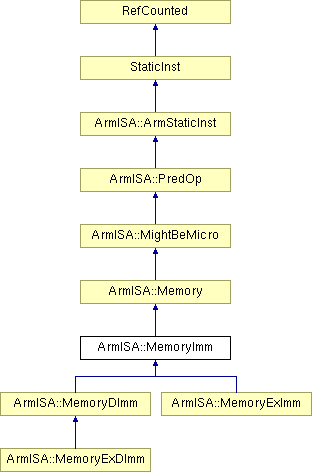 RefCounted
StaticInst
ArmISA::ArmStaticInst
ArmISA::PredOp
ArmISA::MightBeMicro
ArmISA::Memory
ArmISA::MemoryImm
ArmISA::MemoryDImm
ArmISA::MemoryExImm
ArmISA::MemoryExDImm